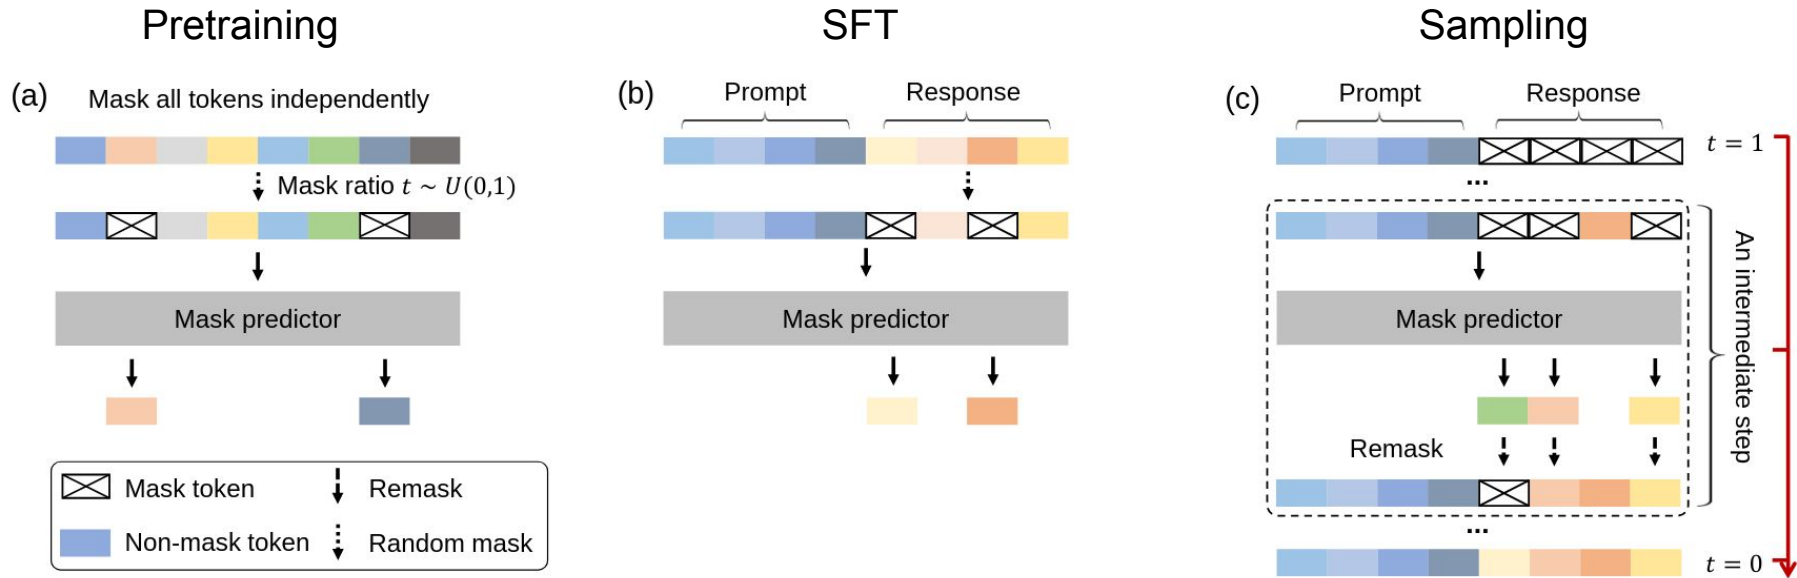 Pretraining
SFT
Sampling
(a)
Mask all tokens independently
Mask ratio t ~ U(0,1)
Mask predictor
Mask token
Remask
Non-mask token
Random mask
(b)
Prompt
Response
Mask predictor
(c)
Prompt
Response
t = 1
...
Mask predictor
Remask
An intermediate step
...
t = 0